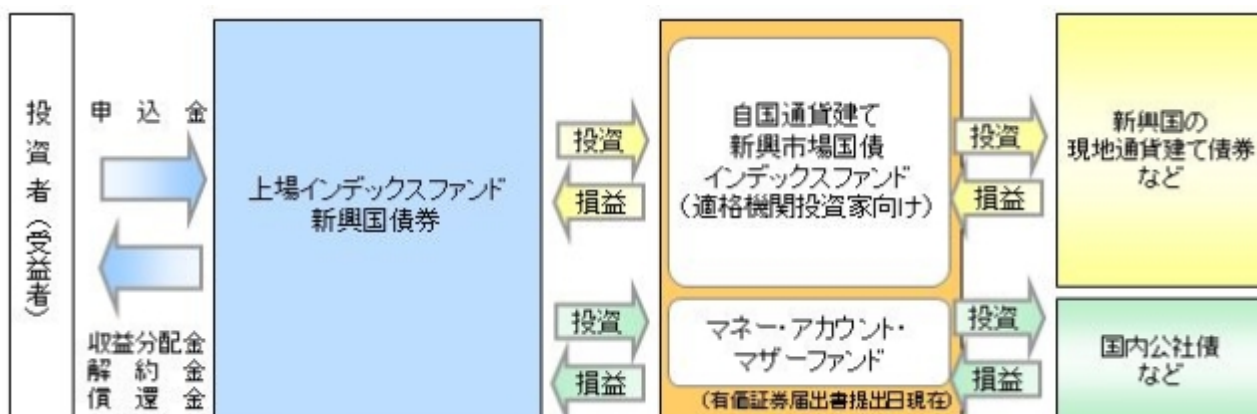 投資者（受益者）
申込金
収益分配金
解約金
償還金
上場インデックスファンド
新興国債券
投資
損益
投資
損益
自国通貨建て
新興市場国債
インデックスファンド
（適格機関投資家向け）
マネー・アカウント・
マザーファンド
（有価証券届出書提出日現在）
投資
損益
投資
損益
新興国の
現地通貨建て債券
など
国内公社債
など